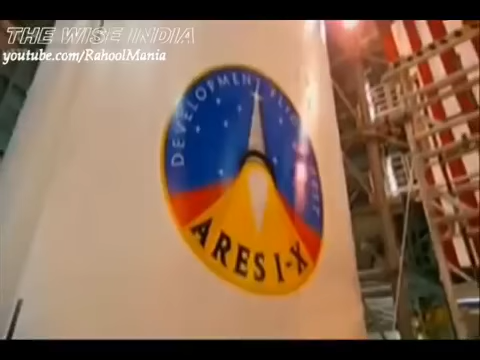 THE WISE INDIA
youtube.com/RahoolMania
DEVELOPMENT FLIGHT TEST
ARES I-X